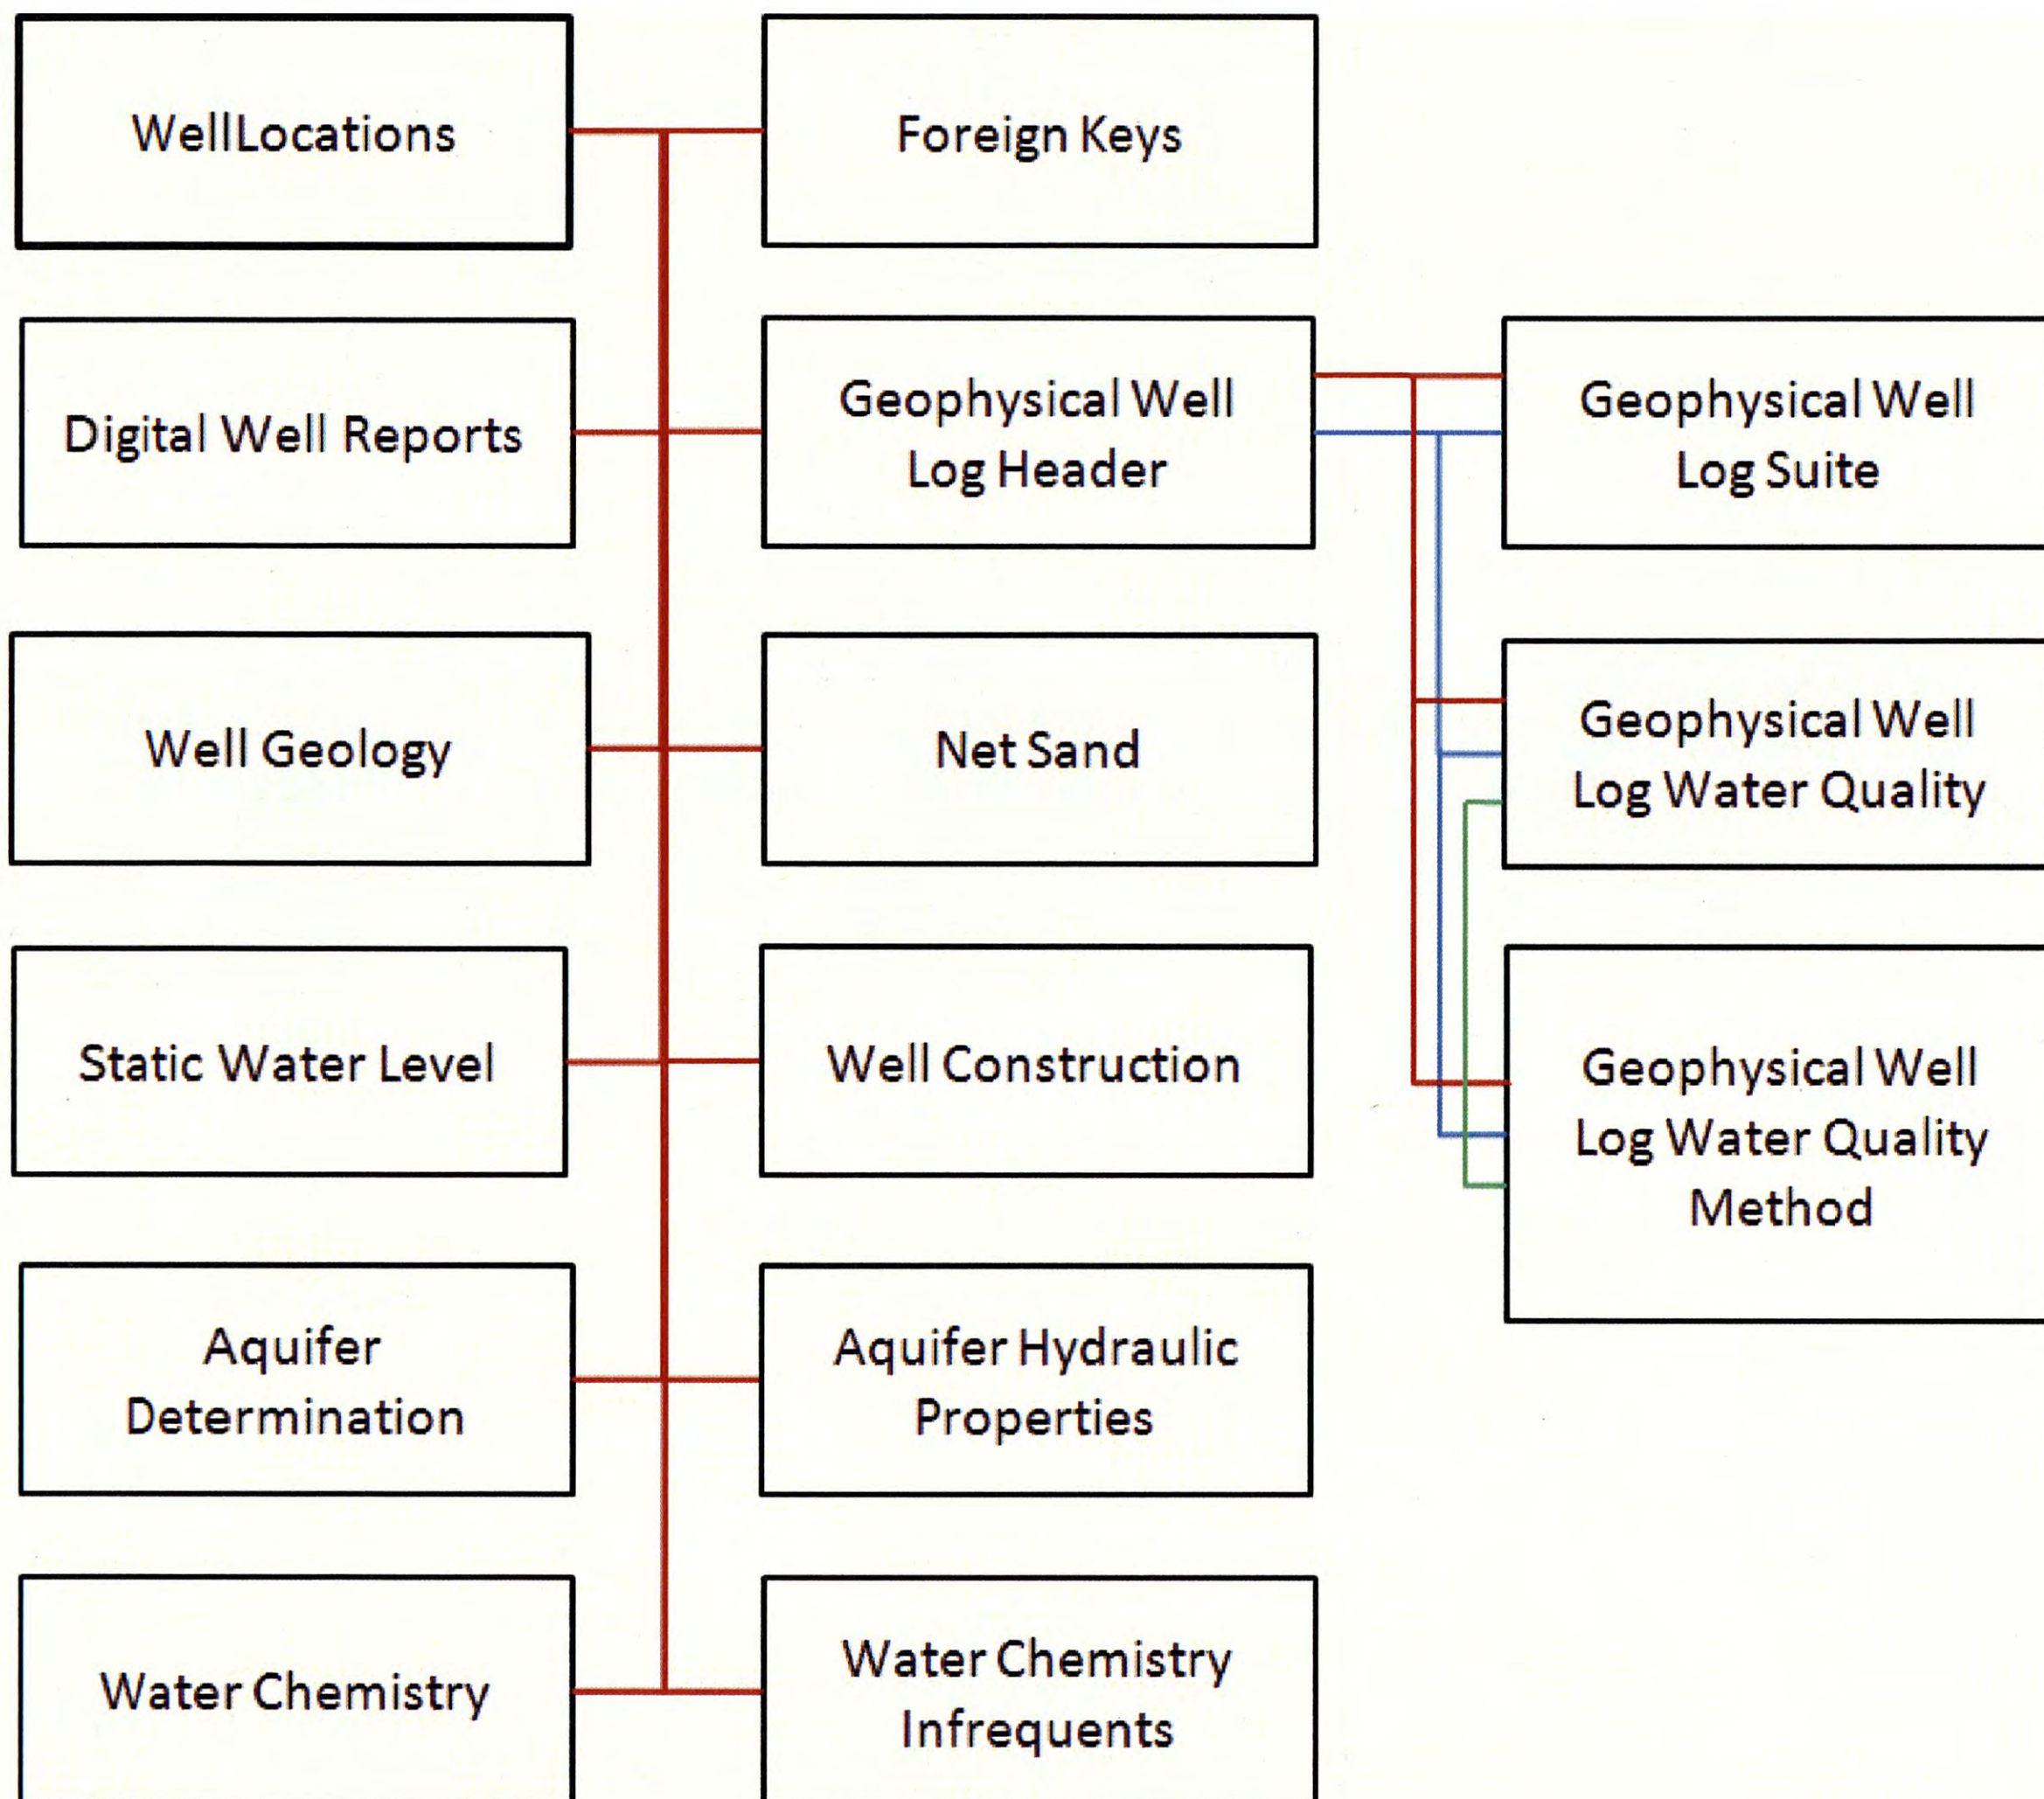 WellLocations
Foreign Keys
Digital Well Reports
Geophysical Well
Log Header
Geophysical Well
Log Suite
Well Geology
Net Sand
Geophysical Well
Log Water Quality
Static Water Level
Well Construction
Geophysical Well
Log Water Quality
Method
Aquifer
Determination
Aquifer Hydraulic
Properties
Water Chemistry
Water Chemistry
Infrequents